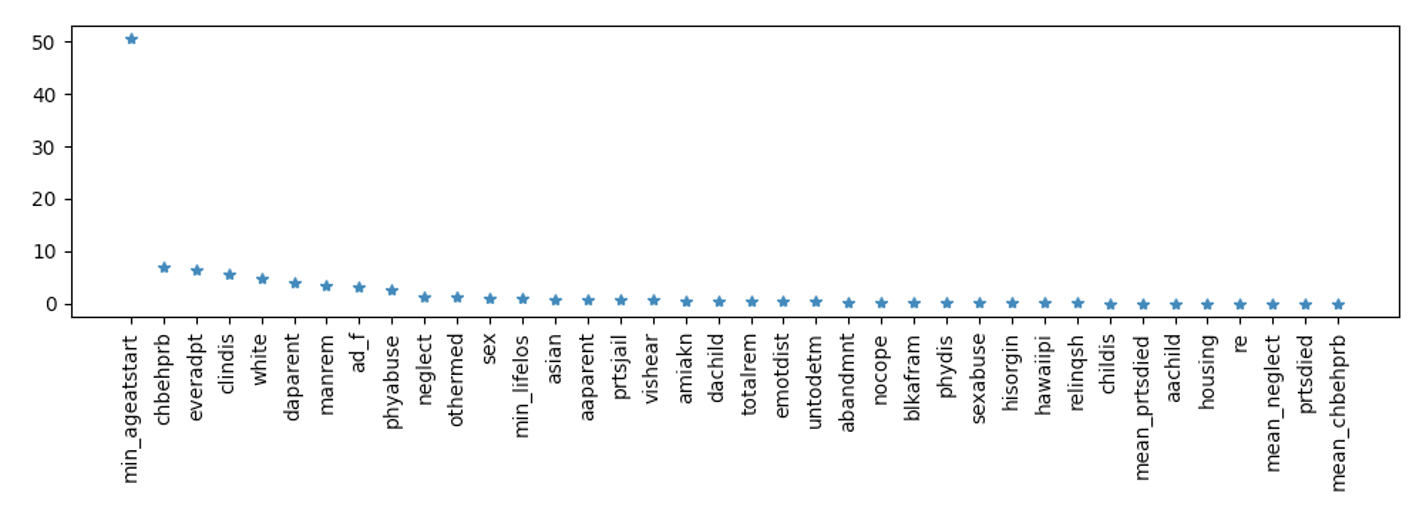 50
40
30
20
10
0
min_ageatstart
chbehprb
everadpt
clindis
white
daparent
manrem
ad_f
phyabuse
neglect
othermed
sex
min_lifelos
asian
aaparent
prtsjail
vishear
amiakn
dachild
totalrem
emotdist
untodetm
abandmnt
nocope
blkafram
phydis
sexabuse
hisorgin
hawaiipi
relinqsh
childis
mean_prtsdied
aachild
housing
re
mean_neglect
prtsdied
mean_chbehprb